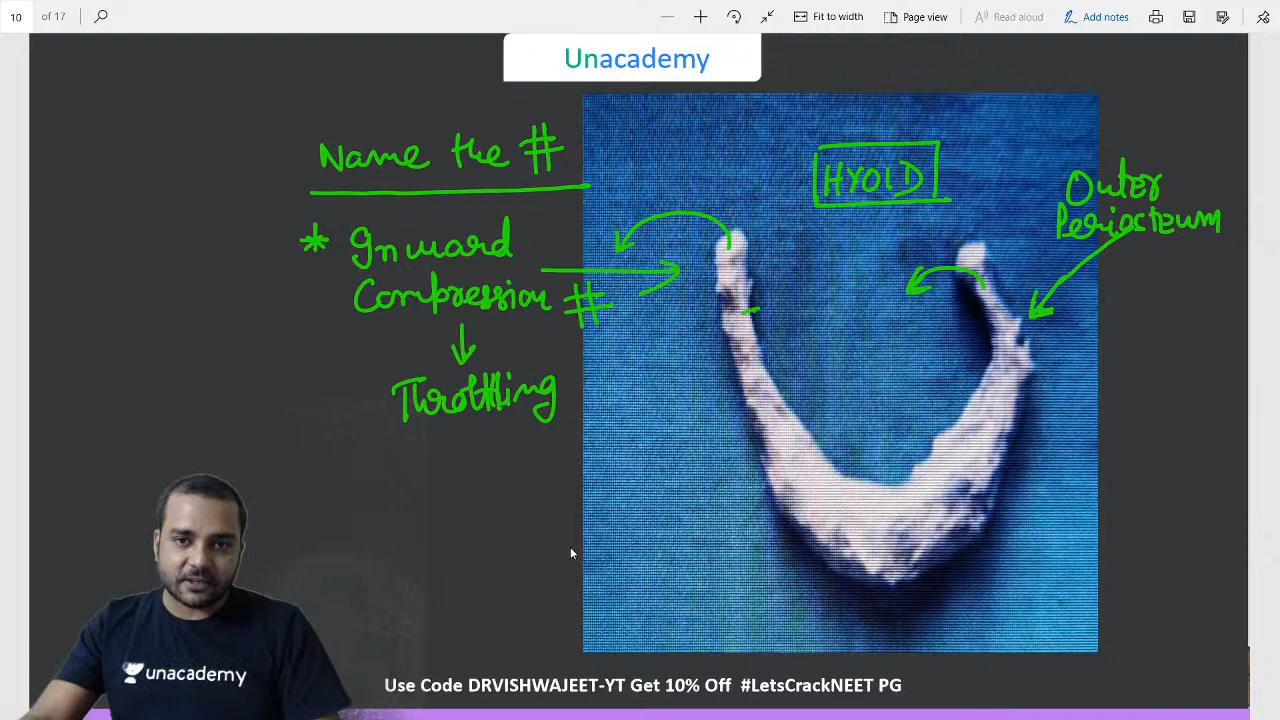 10 of 17
Fit to width
Page view
Read aloud
Add notes
Unacademy
Name the #
HYOID
Outer
Periosteum
* Inward
Compression #
↓
Throttling
unacademy
Use Code DRVISHWAJEET-YT Get 10% Off #LetsCrackNEET PG